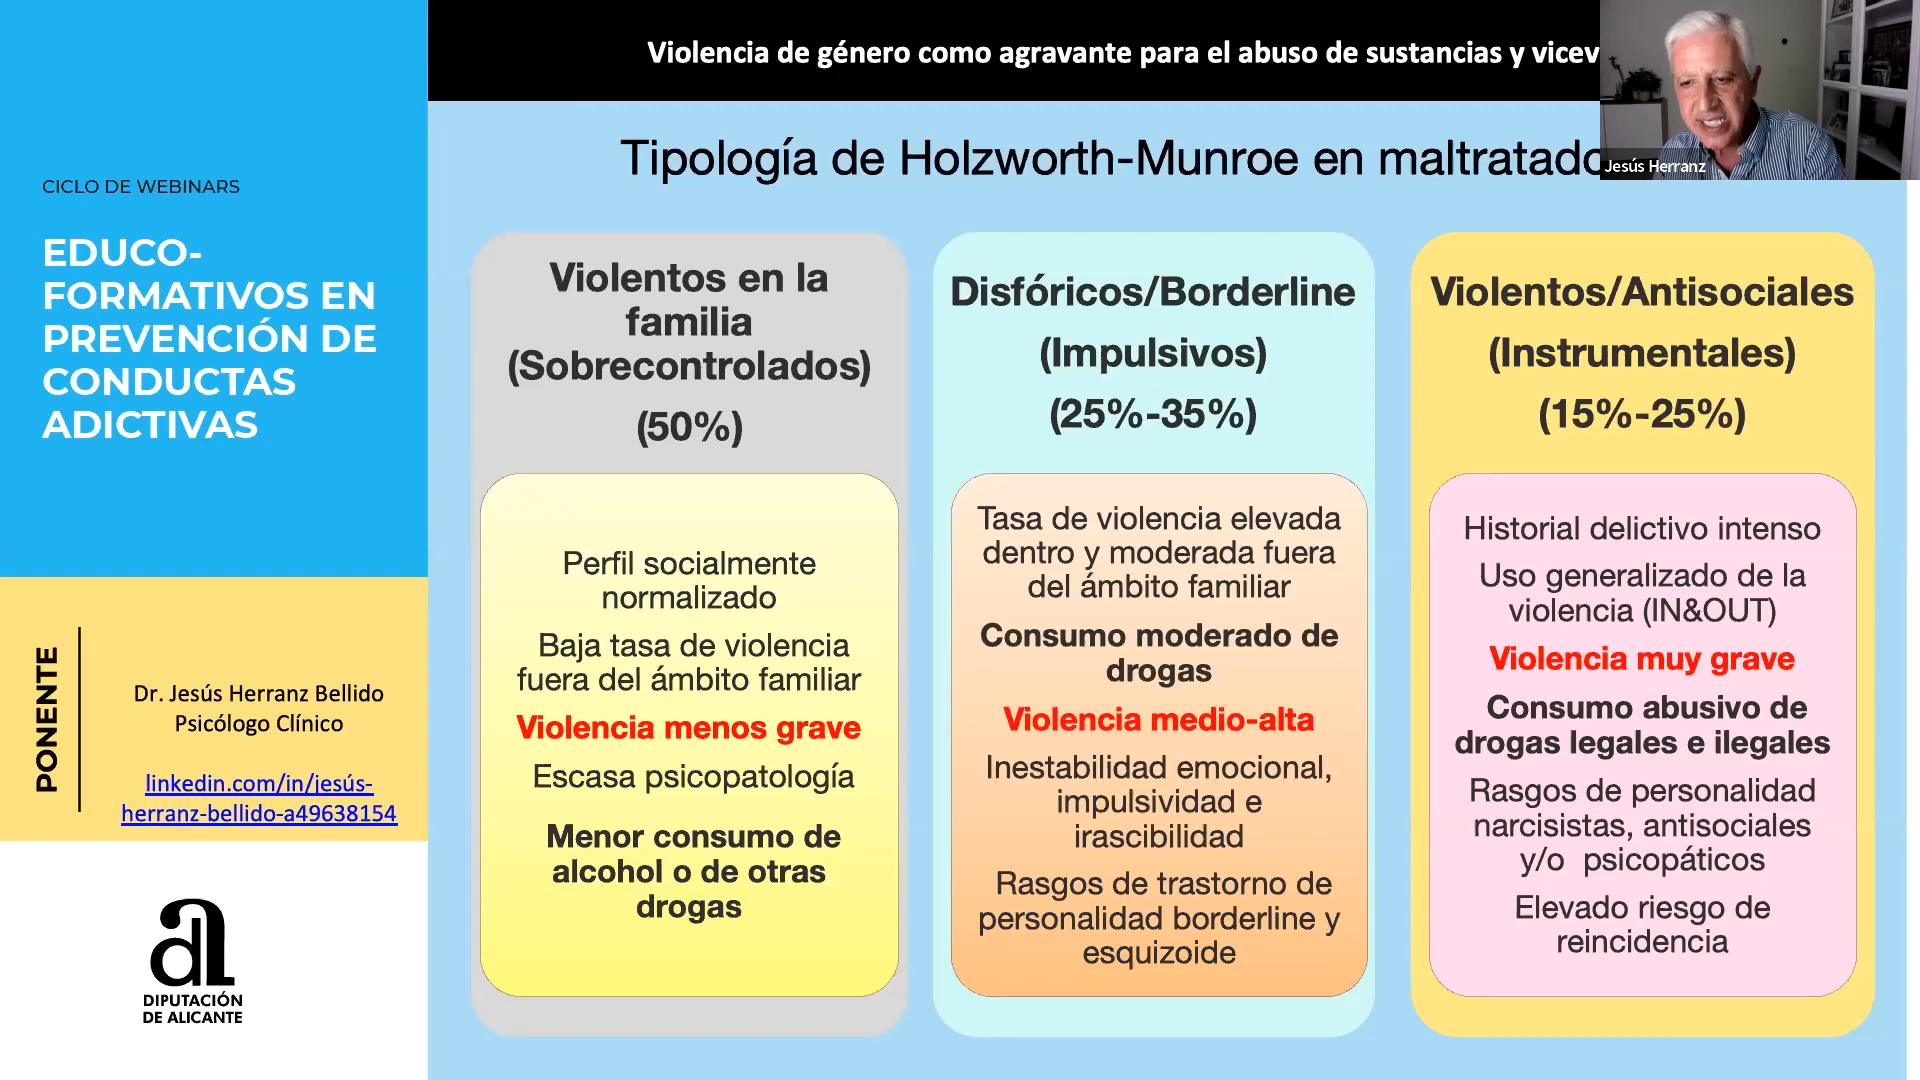 CICLO DE WEBINARS
EDUCO-
FORMATIVOS EN
PREVENCIÓN DE
CONDUCTAS
ADICTIVAS
PONENTE
Dr. Jesús Herranz Bellido
Psicólogo Clínico
linkedin.com/in/jesús-
herranz-bellido-a49638154
DIPUTACIÓN
DE ALICANTE
Violencia de género como agravante para el abuso de sustancias y vicev
Jesús Herranz
Tipología de Holzworth-Munroe en maltratado
Violentos en la
familia
(Sobrecontrolados)
(50%)
Perfil socialmente
normalizado
Baja tasa de violencia
fuera del ámbito familiar
Violencia menos grave
Escasa psicopatología
Menor consumo de
alcohol o de otras
drogas
Disfóricos/Borderline
(Impulsivos)
(25%-35%)
Tasa de violencia elevada
dentro y moderada fuera
del ámbito familiar
Consumo moderado de
drogas
Violencia medio-alta
Inestabilidad emocional,
impulsividad e
irascibilidad
Rasgos de trastorno de
personalidad borderline y
esquizoide
Violentos/Antisociales
(Instrumentales)
(15%-25%)
Historial delictivo intenso
Uso generalizado de la
violencia (IN&OUT)
Violencia muy grave
Consumo abusivo de
drogas legales e ilegales
Rasgos de personalidad
narcisistas, antisociales
y/o psicopáticos
Elevado riesgo de
reincidencia